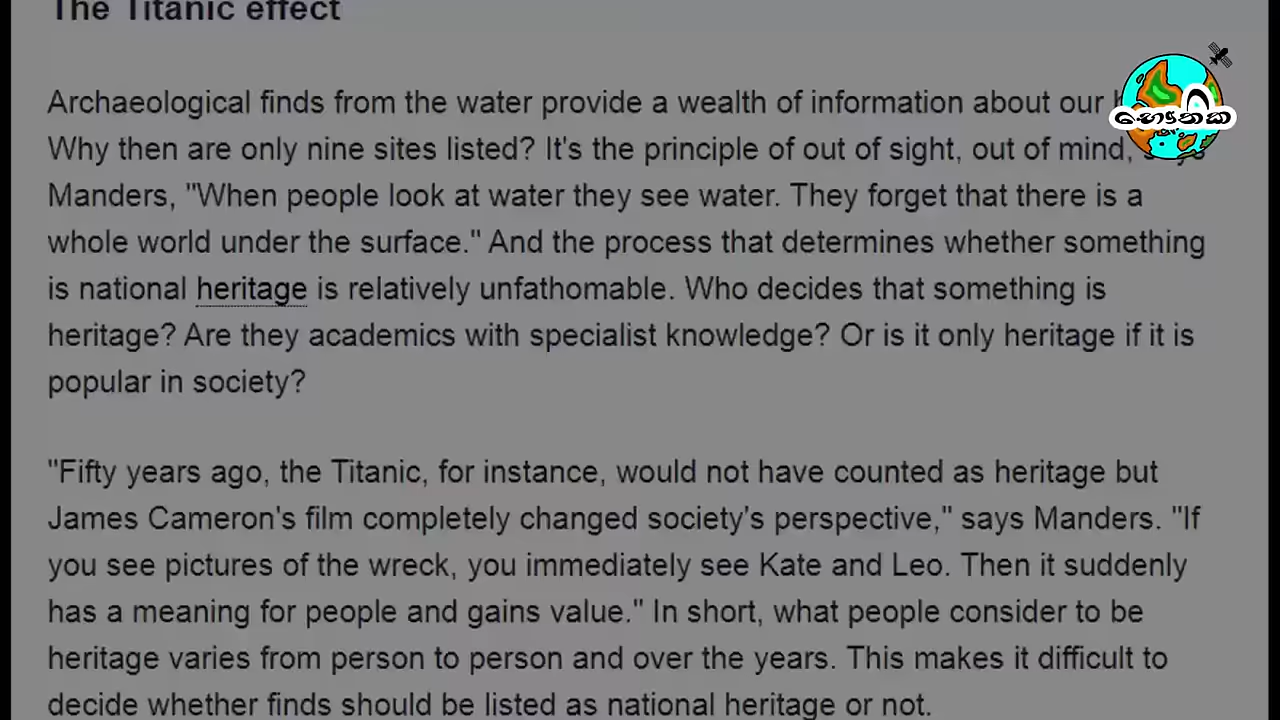 The Titanic effect
Archaeological finds from the water provide a wealth of information about our
Why then are only nine sites listed? It's the principle of out of sight, out of mind, says
Manders, "When people look at water they see water. They forget that there is a
whole world under the surface." And the process that determines whether something
is national heritage is relatively unfathomable. Who decides that something is
heritage? Are they academics with specialist knowledge? Or is it only heritage if it is
popular in society?
"Fifty years ago, the Titanic, for instance, would not have counted as heritage but
James Cameron's film completely changed society's perspective," says Manders. "If
you see pictures of the wreck, you immediately see Kate and Leo. Then it suddenly
has a meaning for people and gains value." In short, what people consider to be
heritage varies from person to person and over the years. This makes it difficult to
decide whether finds should be listed as national heritage or not.